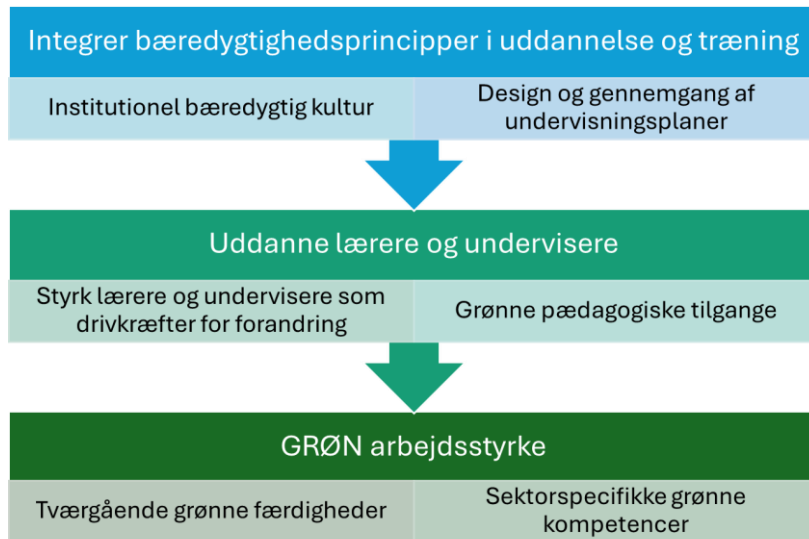 Integrer bæredygtighedsprincipper i uddannelse og træning
Institutionel bæredygtig kultur
Design og gennemgang af
undervisningsplaner
Uddanne lærere og undervisere
Styrk lærere og undervisere som
drivkræfter for forandring
Grønne pædagogiske tilgange
GRØN arbejdsstyrke
Tværgående grønne færdigheder
Sektorspecifikke grønne
kompetencer